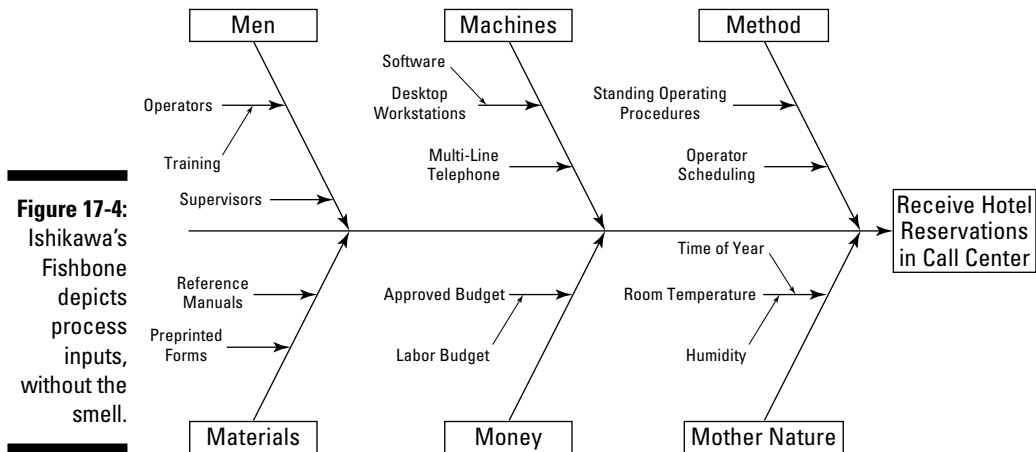 Men
Machines
Method
Software
Operators
Desktop
Workstations
Standing Operating
Procedures
Training
Multi-Line
Telephone
Operator
Scheduling
Supervisors
Figure 17-4:
Ishikawa's
Fishbone
depicts
process
inputs,
without the
smell.
Receive Hotel
Reservations
in Call Center
Time of Year
Reference
Manuals
Approved Budget
Room Temperature
Preprinted
Forms
Labor Budget
Humidity
Materials
Money
Mother Nature